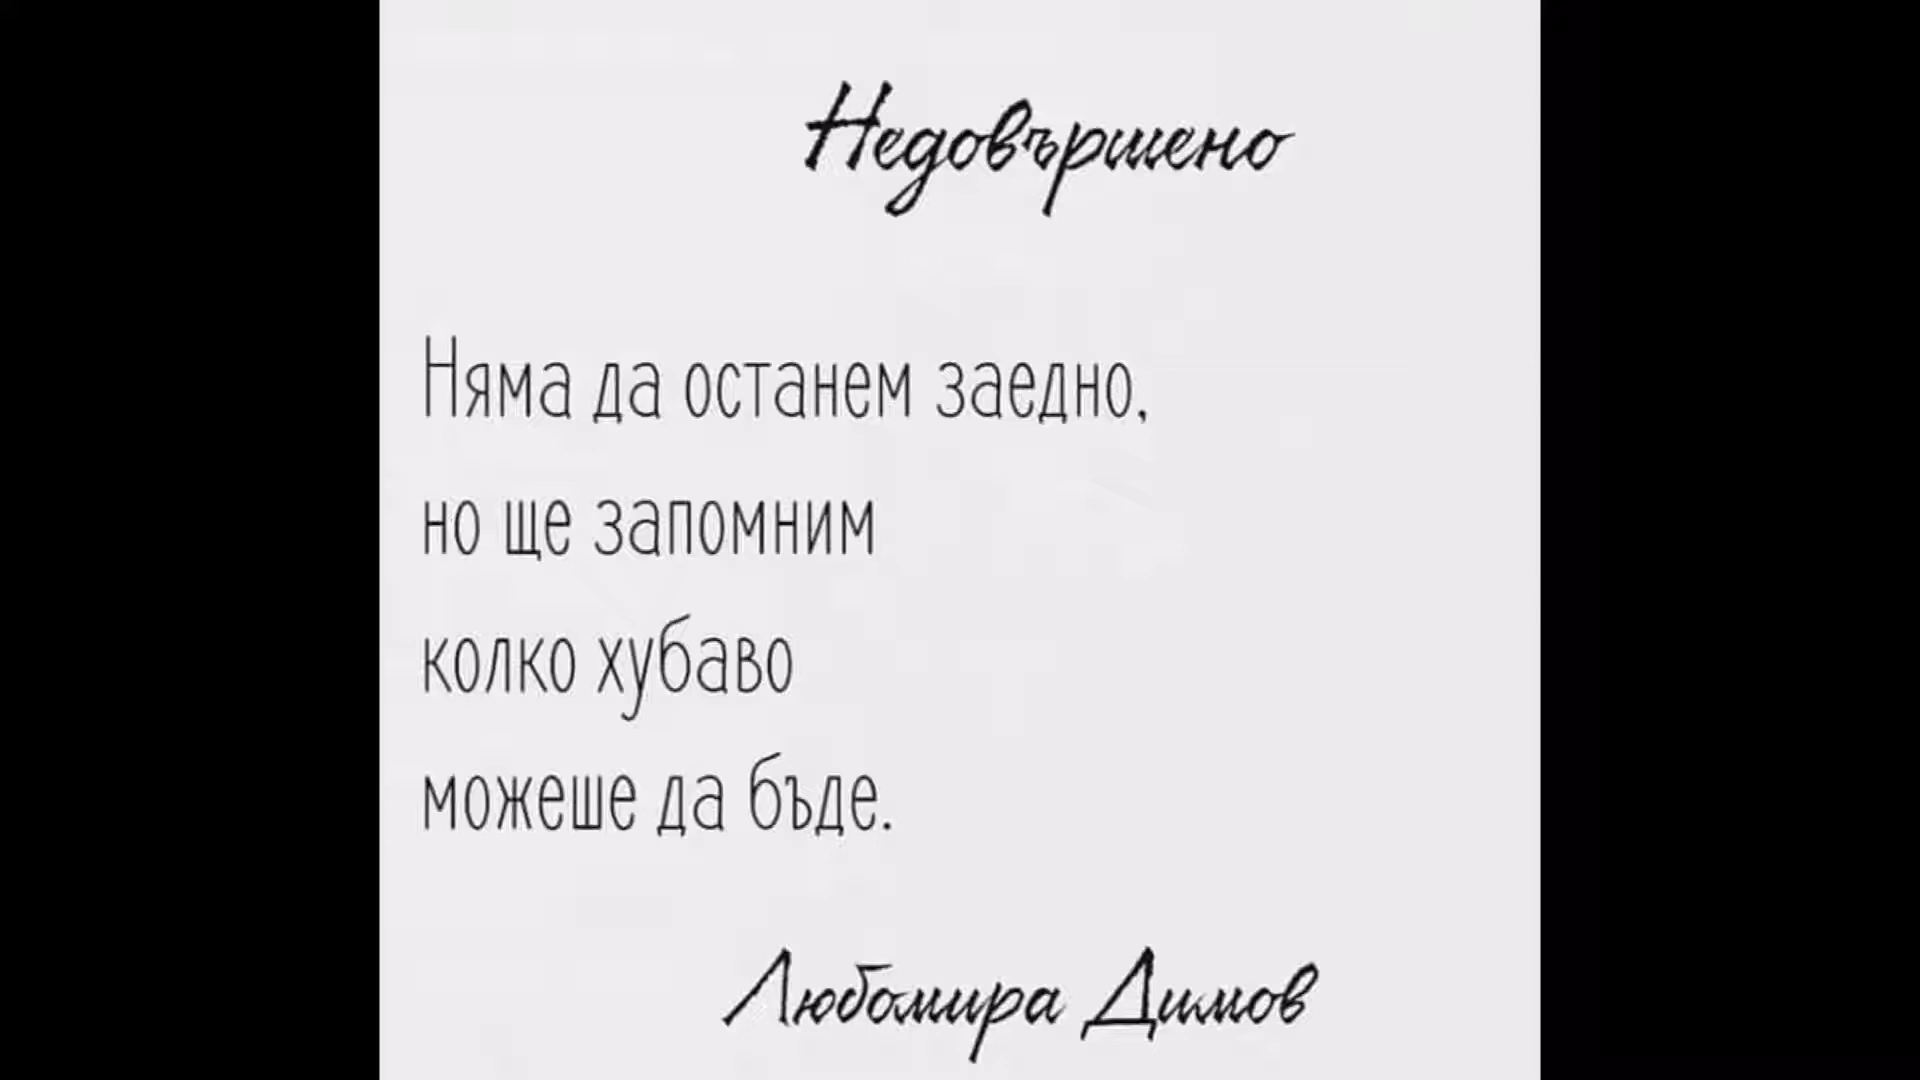 Недовършено
Няма да останем заедно,
но ще запомним
колко хубаво
можеше да бъде.
Любомира Димов